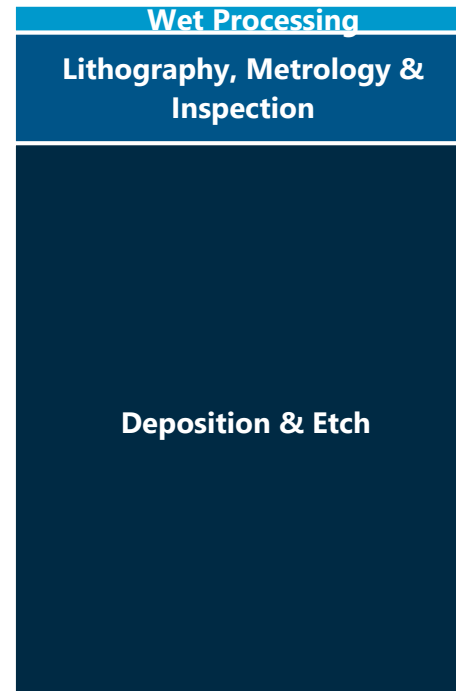 Wet Processing
Lithography, Metrology &
Inspection
Deposition & Etch